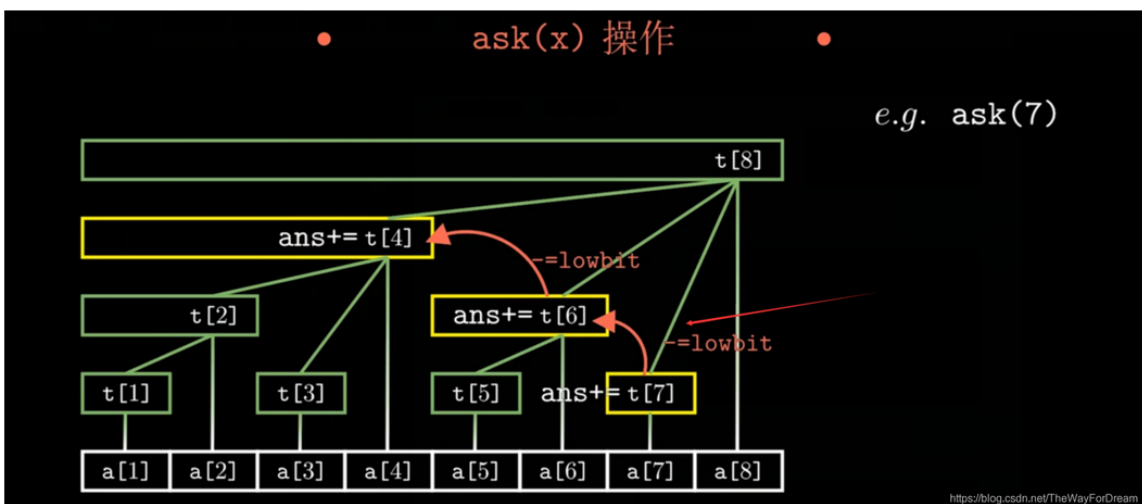 ask(x) 操作
e.g. ask(7)
t[8]
ans+= t[4]
-=lowbit
t[2]
ans+= t[6]
-=lowbit
t[1]
t[3]
t[5]
ans+= t[7]
a[1] a[2] a[3] a[4] a[5] a[6] a[7] a[8]
https://blog.csdn.net/TheWayForDream